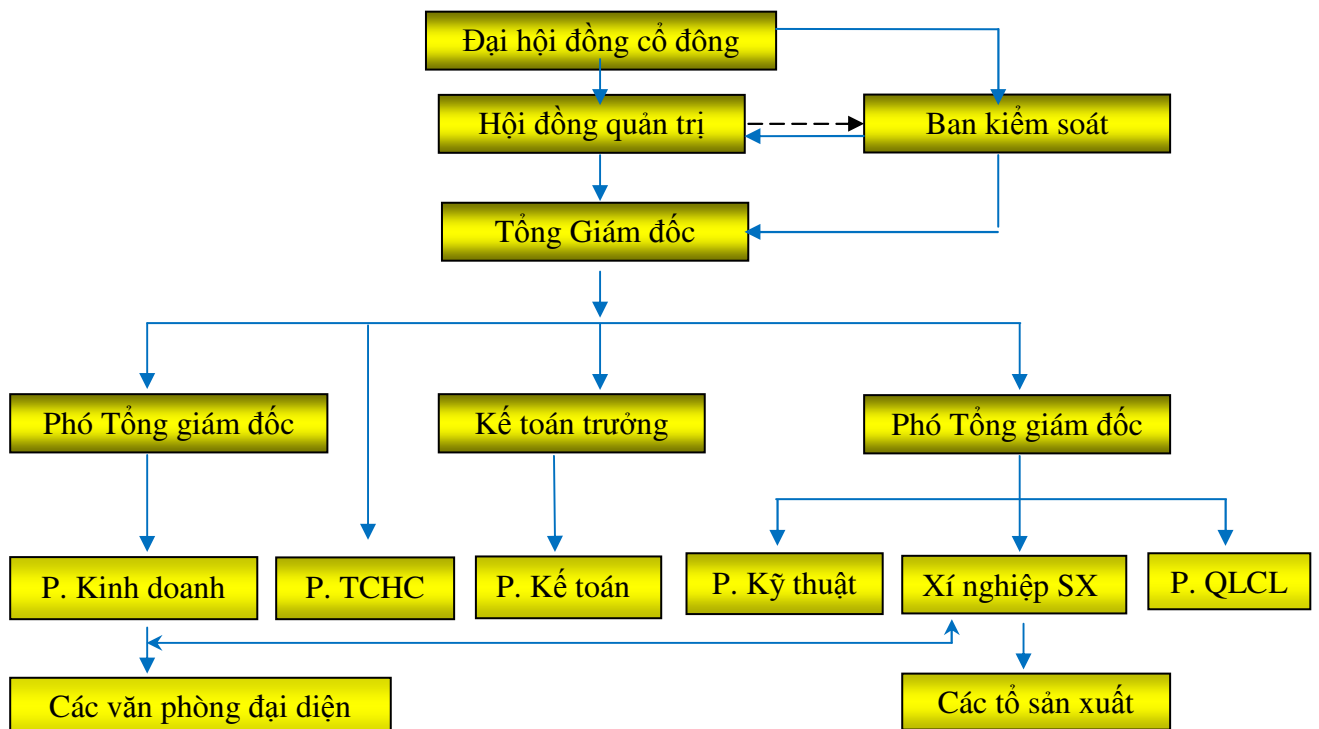 Đại hội đồng cổ đông
Hội đồng quản trị
Ban kiểm soát
Tổng Giám đốc
Phó Tổng giám đốc
Kế toán trưởng
Phó Tổng giám đốc
P. Kinh doanh
P. TCHC
P. Kế toán
P. Kỹ thuật
Xí nghiệp SX
P. QLCL
Các văn phòng đại diện
Các tổ sản xuất